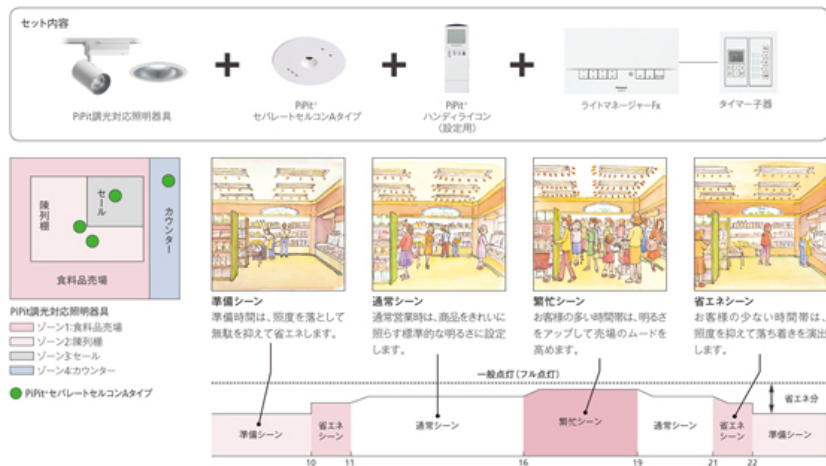 セット内容
PiPit調光対応照明器具
PiPit⁺
セパレートセルコンAタイプ
PiPit⁺
ハンディライコン
(設定用)
ライトマネージャーFx
タイマー子器
陳列棚
セール
カウンター
食料品売場
PiPit調光対応照明器具
ゾーン1:食料品売場
ゾーン2:陳列棚
ゾーン3:セール
ゾーン4:カウンター
PiPit⁺セパレートセルコンAタイプ
準備シーン
準備時間は、照度を落として
無駄を抑えて省エネします。
通常シーン
通常営業時は、商品をきれいに
照らす標準的な明るさに設定
します。
繁忙シーン
お客様の多い時間帯は、明るさ
をアップして売場のムードを
高めます。
省エネシーン
お客様の少ない時間帯は、
照度を抑えて落ち着きを演出
します。
一般点灯(フル点灯)
省エネ分
準備シーン
省エネ
シーン
通常シーン
繁忙シーン
通常シーン
省エネ
シーン
準備シーン
10 11 16 19 21 22